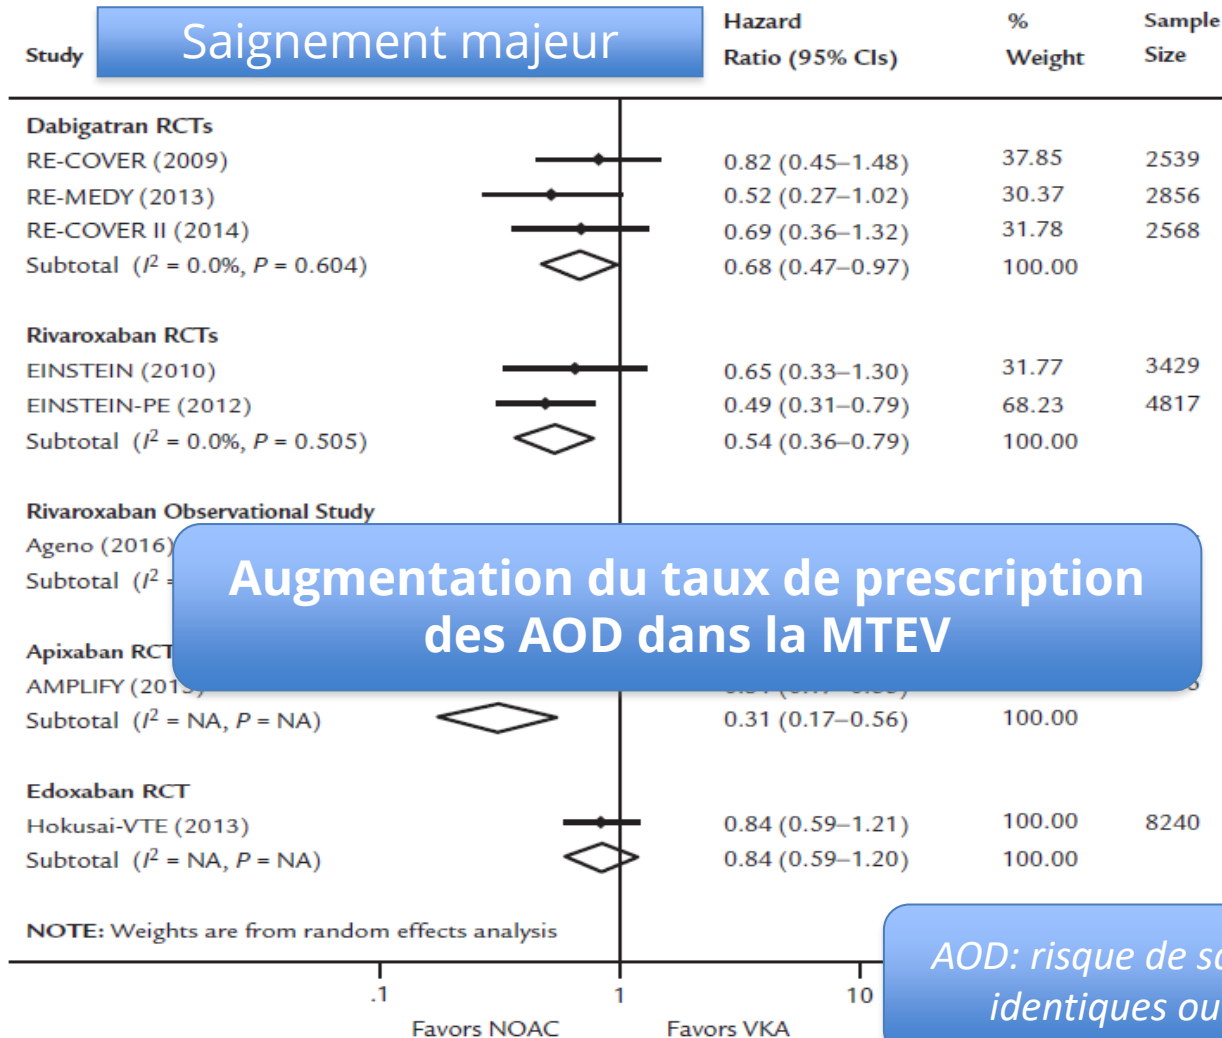 Study Saignement majeur Hazard Ratio (95% CIs) % Weight Sample Size
Dabigatran RCTs
RE-COVER (2009) 0.82 (0.45–1.48) 37.85 2539
RE-MEDY (2013) 0.52 (0.27–1.02) 30.37 2856
RE-COVER II (2014) 0.69 (0.36–1.32) 31.78 2568
Subtotal (I² = 0.0%, P = 0.604) 0.68 (0.47–0.97) 100.00
Rivaroxaban RCTs
EINSTEIN (2010) 0.65 (0.33–1.30) 31.77 3429
EINSTEIN-PE (2012) 0.49 (0.31–0.79) 68.23 4817
Subtotal (I² = 0.0%, P = 0.505) 0.54 (0.36–0.79) 100.00
Rivaroxaban Observational Study
Ageno (2016)
Subtotal (I²
Augmentation du taux de prescription
des AOD dans la MTEV
Apixaban RCT
AMPLIFY (201
Subtotal (I² = NA, P = NA) 0.31 (0.17–0.56) 100.00
Edoxaban RCT
Hokusai-VTE (2013) 0.84 (0.59–1.21) 100.00 8240
Subtotal (I² = NA, P = NA) 0.84 (0.59–1.20) 100.00
NOTE: Weights are from random effects analysis
AOD: risque de
identiques ou
.1 1 10
Favors NOAC Favors VKA